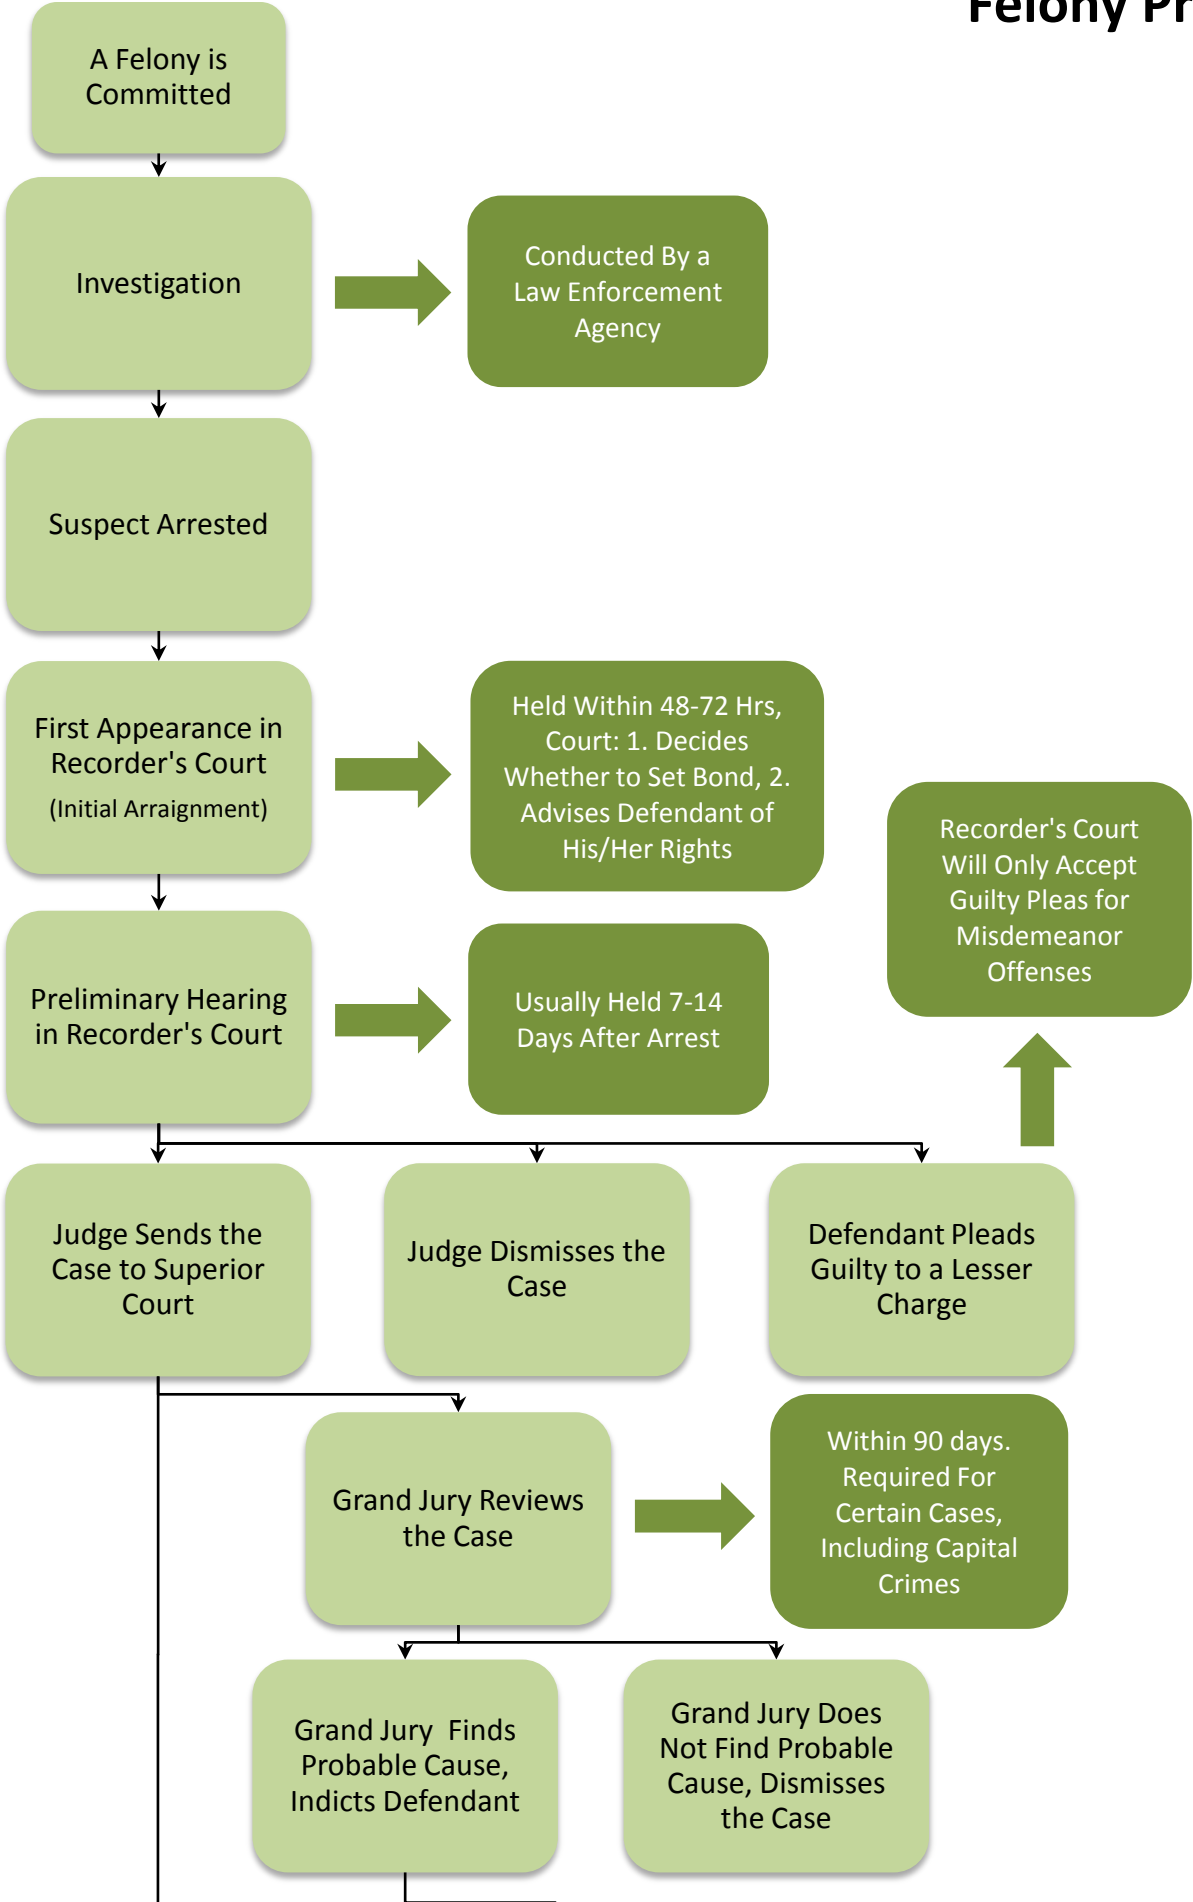 Felony Pr
A Felony is
Committed
Investigation
Conducted By a
Law Enforcement
Agency
Suspect Arrested
First Appearance in
Recorder's Court
(Initial Arraignment)
Held Within 48-72 Hrs,
Court: 1. Decides
Whether to Set Bond, 2.
Advises Defendant of
His/Her Rights
Recorder's Court
Will Only Accept
Guilty Pleas for
Misdemeanor
Offenses
Preliminary Hearing
in Recorder's Court
Usually Held 7-14
Days After Arrest
Judge Sends the
Case to Superior
Court
Judge Dismisses the
Case
Defendant Pleads
Guilty to a Lesser
Charge
Grand Jury Reviews
the Case
Within 90 days.
Required For
Certain Cases,
Including Capital
Crimes
Grand Jury  Finds
Probable Cause,
Indicts Defendant
Grand Jury Does
Not Find Probable
Cause, Dismisses
the Case